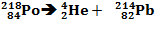 ²¹⁸₈₄Po➔ ⁴₂He + ²¹⁴₈₂Pb